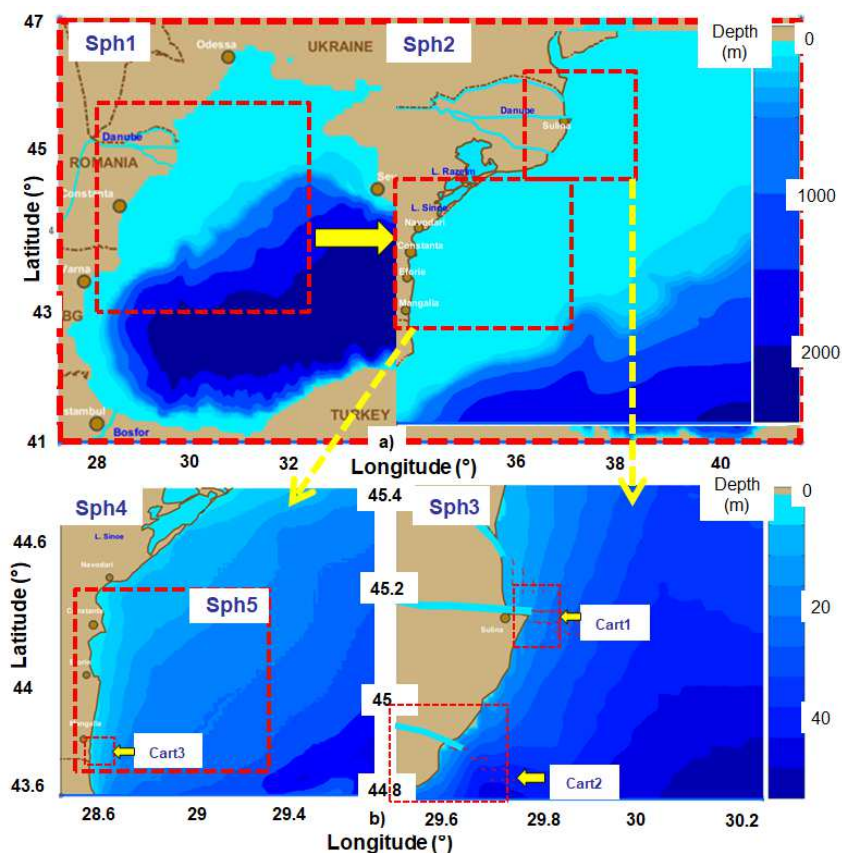 47
Sph1
UKRAINE
Sph2
Depth
(m)
0
Odessa
Danube
Danube
Sulina
45
ROMANIA
L. Razelm
Constanta
L. Sinoe
Navodari
Constanta
1000
Latitude (°)
Eforie
Varna
Mangalia
43
BG
2000
Istambul
TURKEY
Bosfor
41
a)
28
30
32
36
38
40
Longitude (°)
Sph4
45.4
Sph3
Depth
(m)
0
L. Sinoe
44.6
Navodari
45.2
Sph5
Constanta
Sulina
Cart1
20
Latitude (°)
Eforie
44
45
Mangalia
40
Cart3
Cart2
43.6
44.8
28.6
29
29.4
b)
29.6
29.8
30
30.2
Longitude (°)